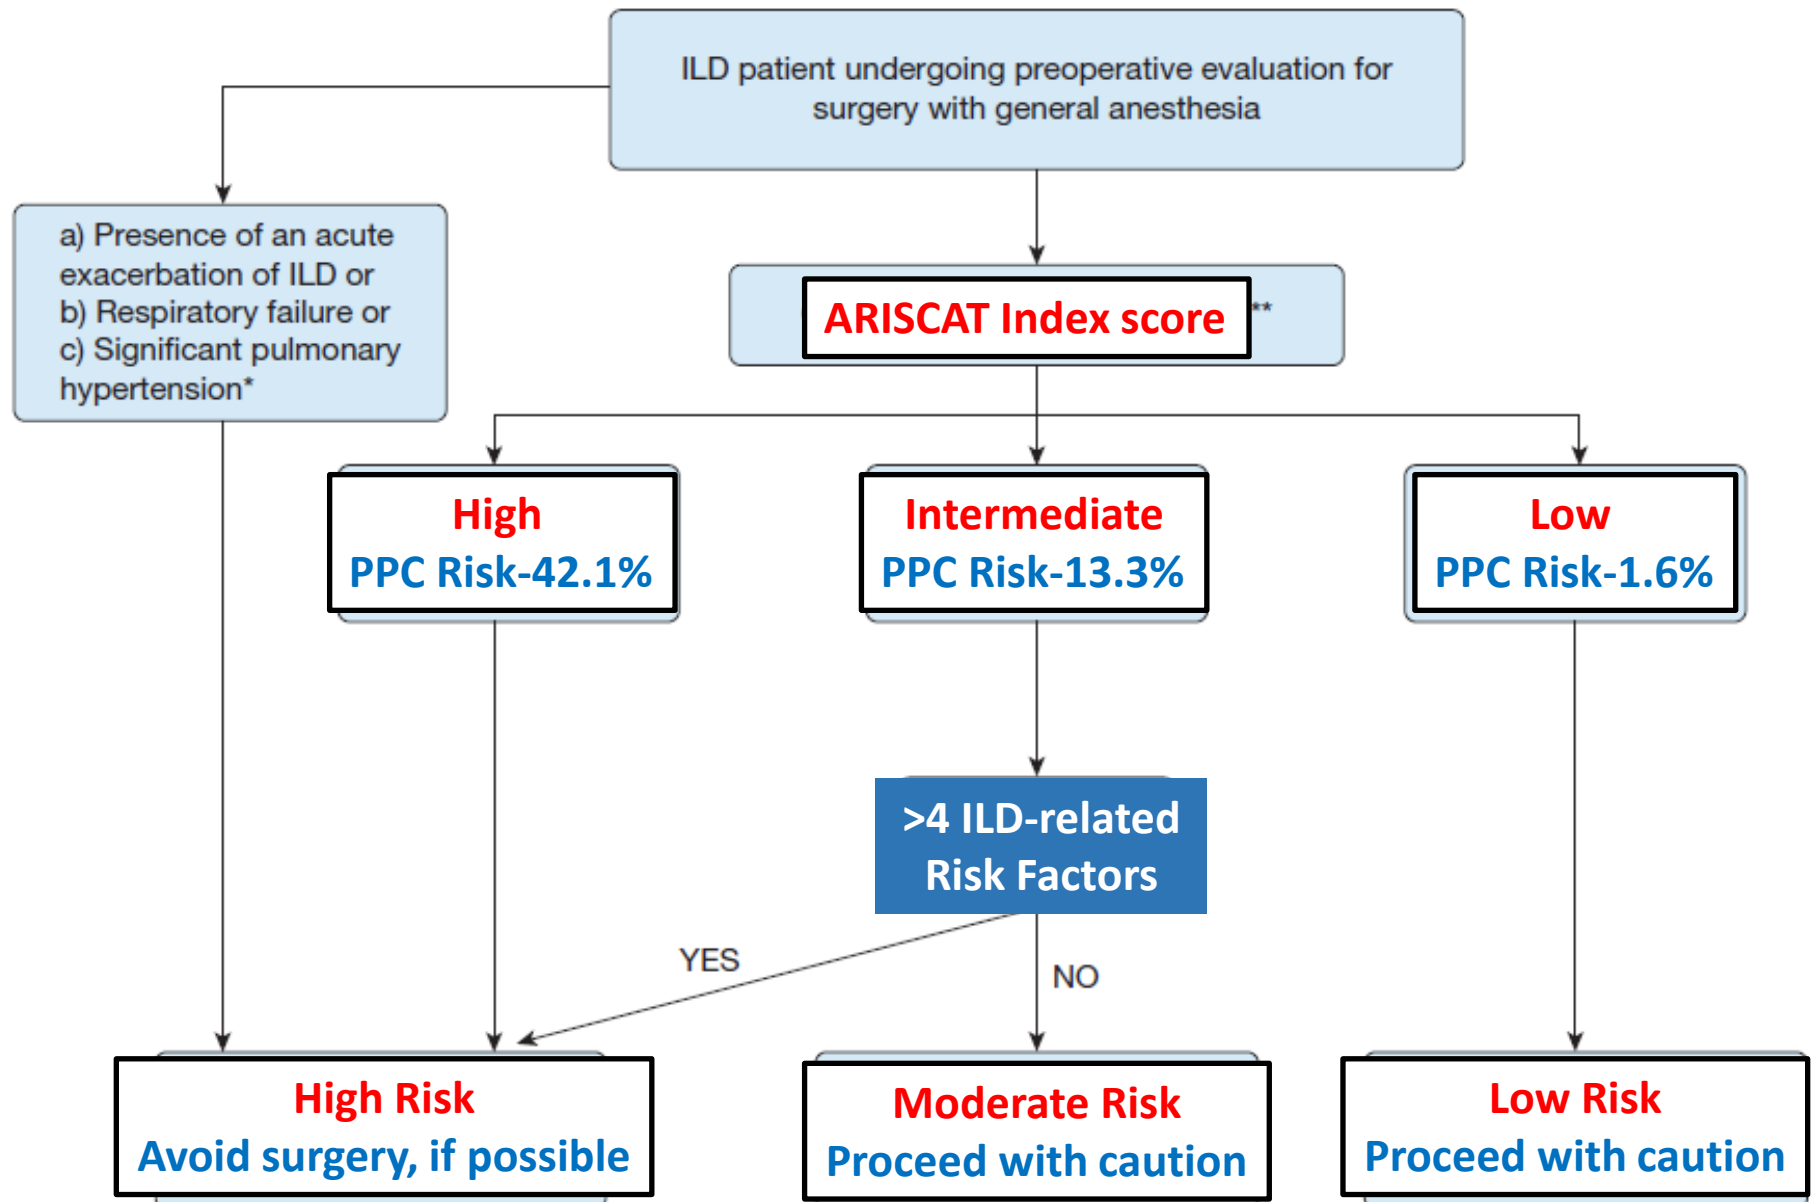 ILD patient undergoing preoperative evaluation for
surgery with general anesthesia
a) Presence of an acute
exacerbation of ILD or
b) Respiratory failure or
c) Significant pulmonary
hypertension*
ARISCAT Index score **
High
PPC Risk-42.1%
Intermediate
PPC Risk-13.3%
Low
PPC Risk-1.6%
>4 ILD-related
Risk Factors
YES
NO
High Risk
Avoid surgery, if possible
Moderate Risk
Proceed with caution
Low Risk
Proceed with caution